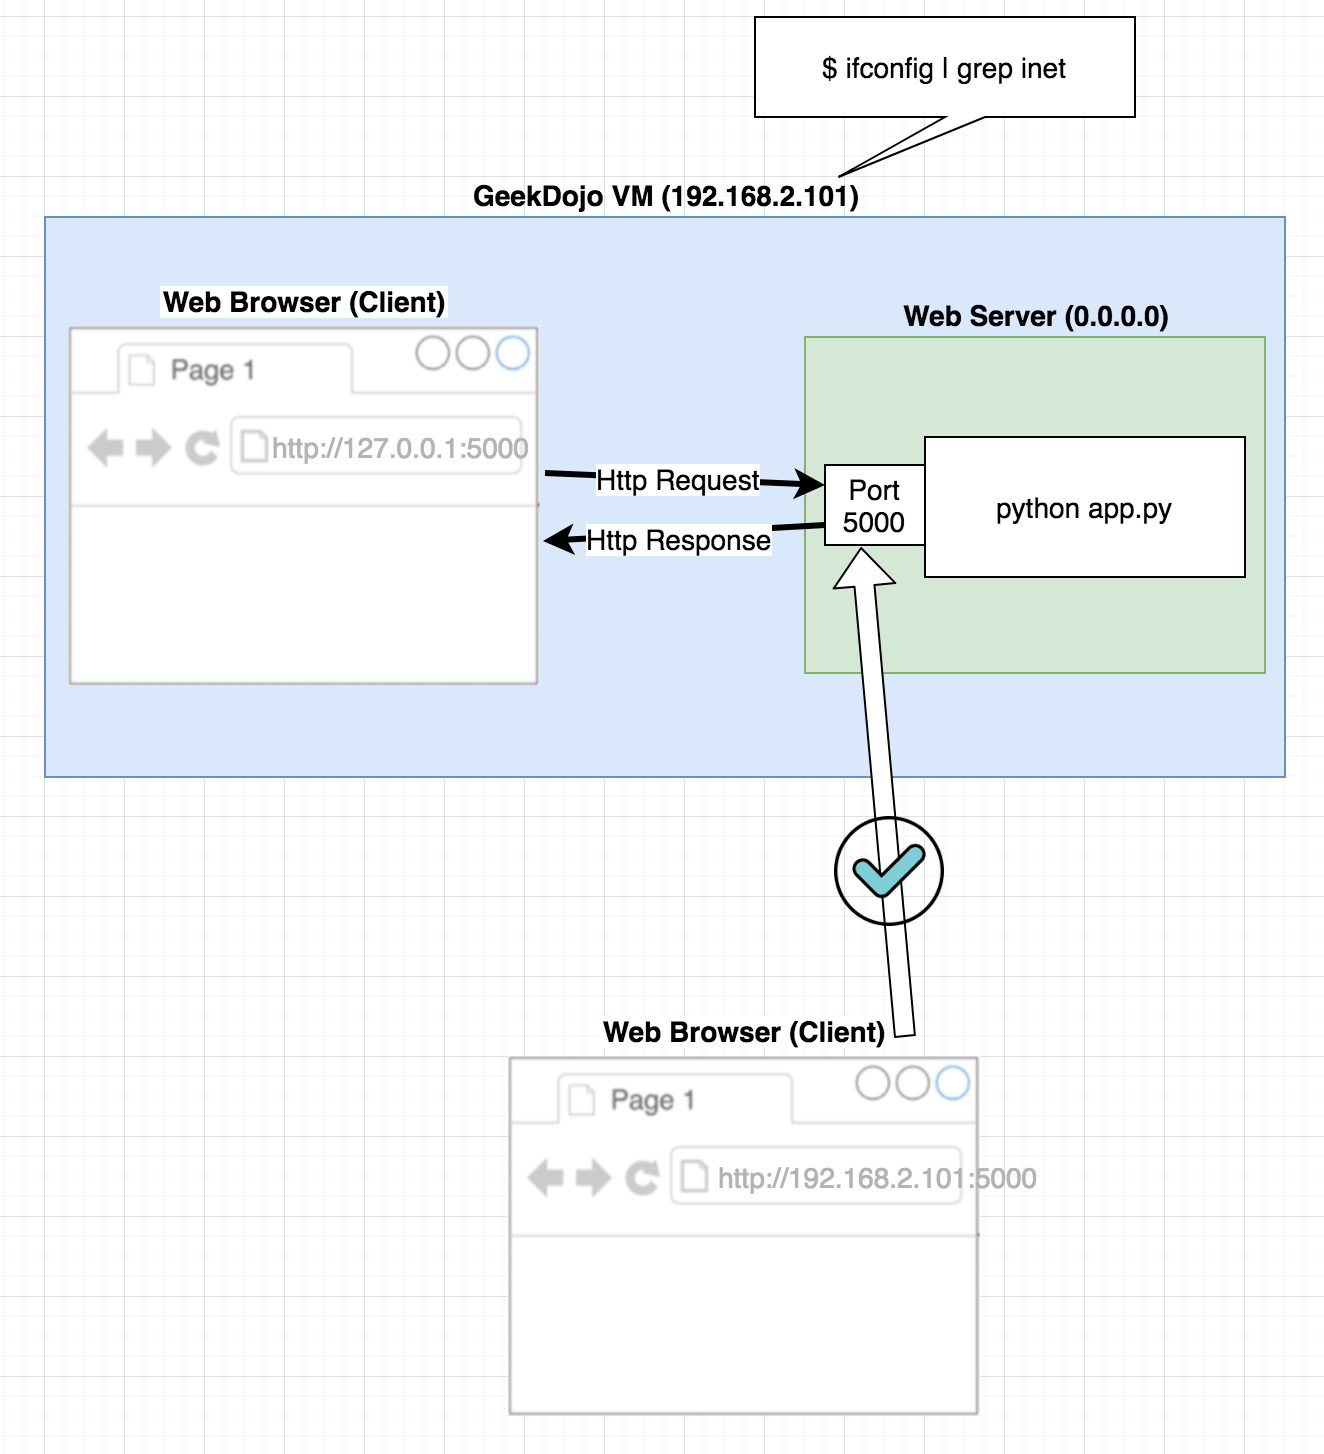 $ ifconfig | grep inet
GeekDojo VM (192.168.2.101)
Web Browser (Client)
Page 1
http://127.0.0.1:5000
Http Request
Http Response
Web Server (0.0.0.0)
Port
5000
python app.py
Web Browser (Client)
Page 1
http://192.168.2.101:5000